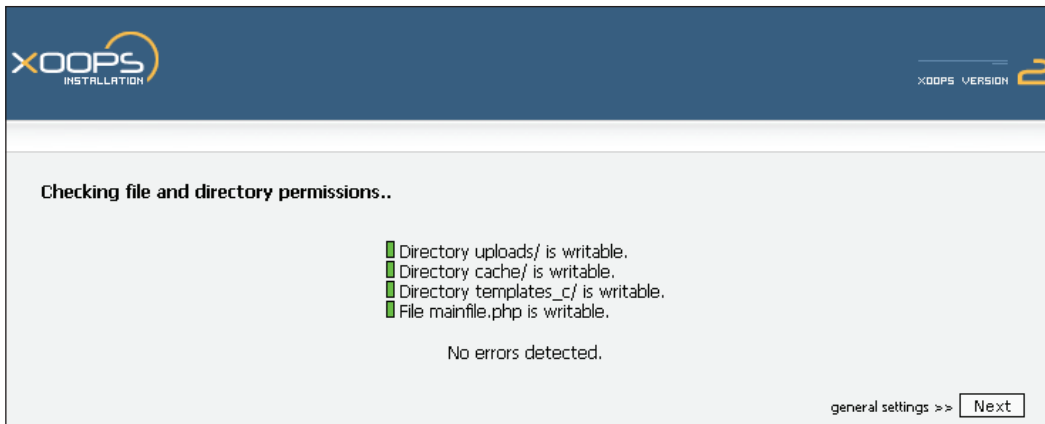 XOOPS
INSTALLATION
XOOPS VERSION 2
Checking file and directory permissions..
Directory uploads/ is writable.
Directory cache/ is writable.
Directory templates_c/ is writable.
File mainfile.php is writable.
No errors detected.
general settings >> Next